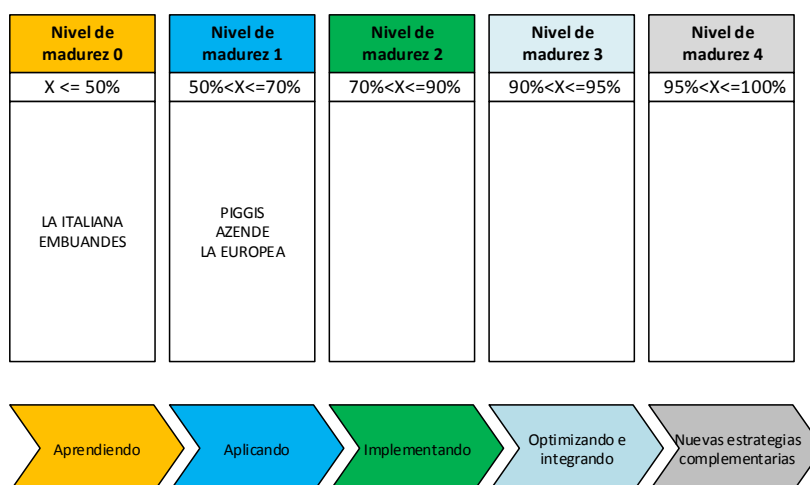 Nivel de
madurez 0
Nivel de
madurez 1
Nivel de
madurez 2
Nivel de
madurez 3
Nivel de
madurez 4
X <= 50%
50%<X<=70%
70%<X<=90%
90%<X<=95%
95%<X<=100%
LA ITALIANA
EMBUANDES
PIGGIS
AZENDE
LA EUROPEA
Aprendiendo
Aplicando
Implementando
Optimizando e
integrando
Nuevas estrategias
complementarias